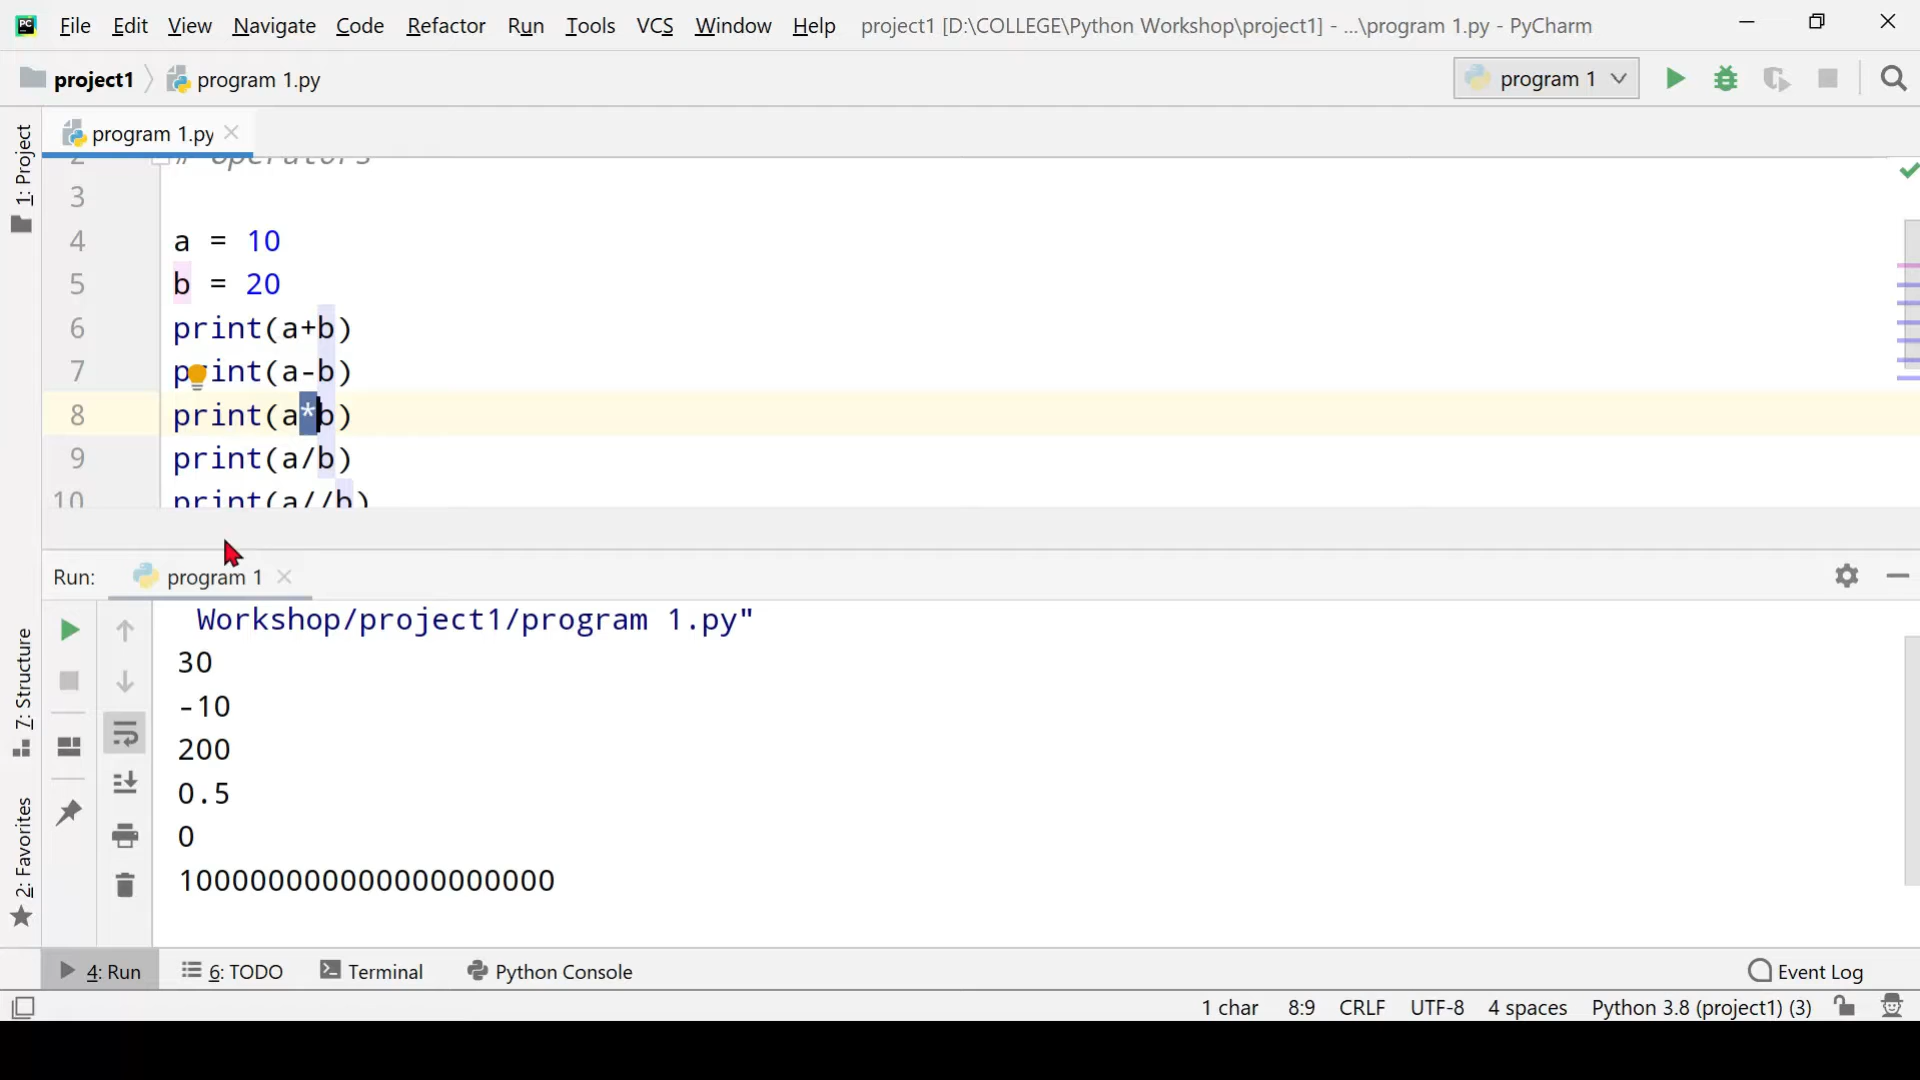 File Edit View Navigate Code Refactor Run Tools VCS Window Help project1 [D:\COLLEGE\Python Workshop\project1] - ...\program 1.py - PyCharm
project1 program 1.py program 1
program 1.py
1: Project
2 # operators
3
4 a = 10
5 b = 20
6 print(a+b)
7 print(a-b)
8 print(a*b)
9 print(a/b)
10 print(a//b)
Run: program 1
7: Structure
2: Favorites
Workshop/project1/program 1.py"
30
-10
200
0.5
0
100000000000000000000
4: Run 6: TODO Terminal Python Console Event Log
1 char 8:9 CRLF UTF-8 4 spaces Python 3.8 (project1) (3)